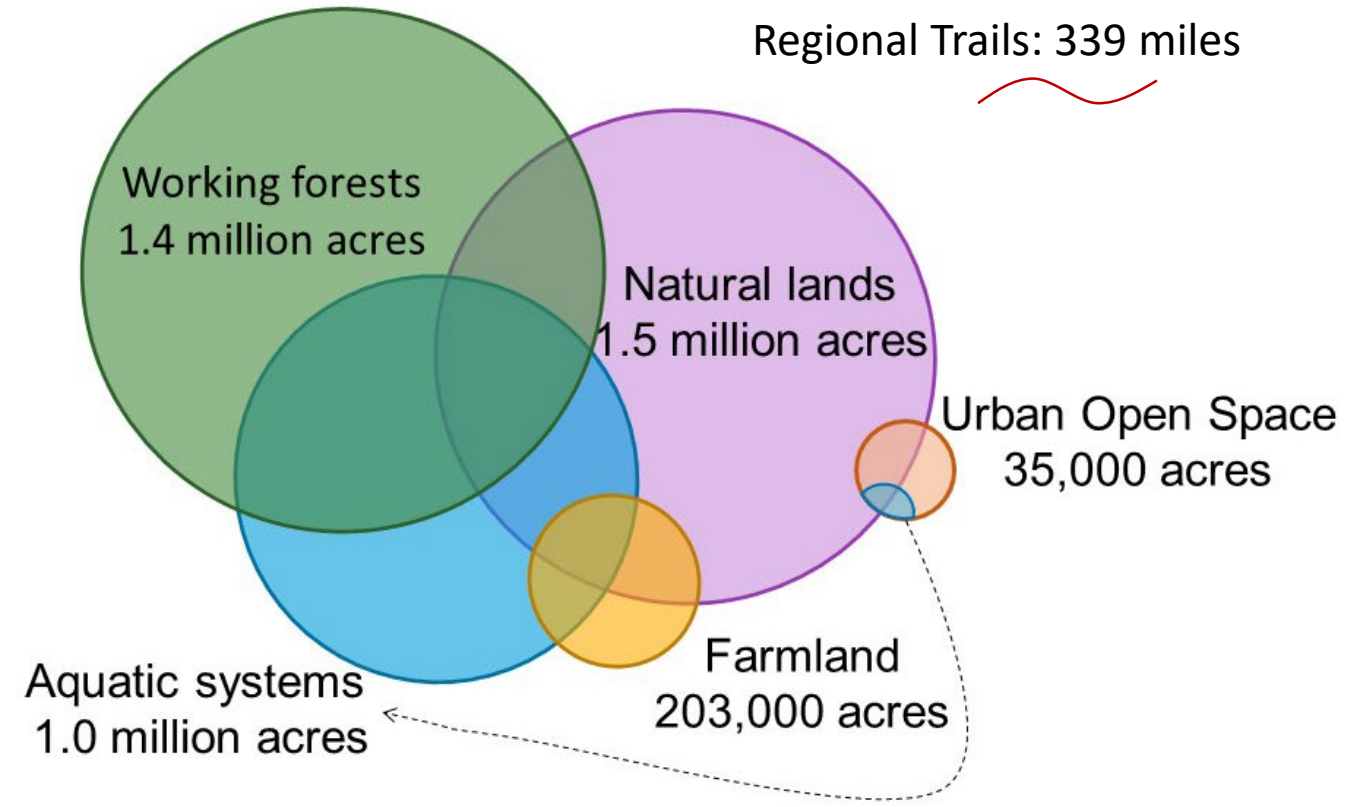 Regional Trails: 339 miles
Working forests
1.4 million acres
Natural lands
1.5 million acres
Urban Open Space
35,000 acres
Farmland
203,000 acres
Aquatic systems
1.0 million acres